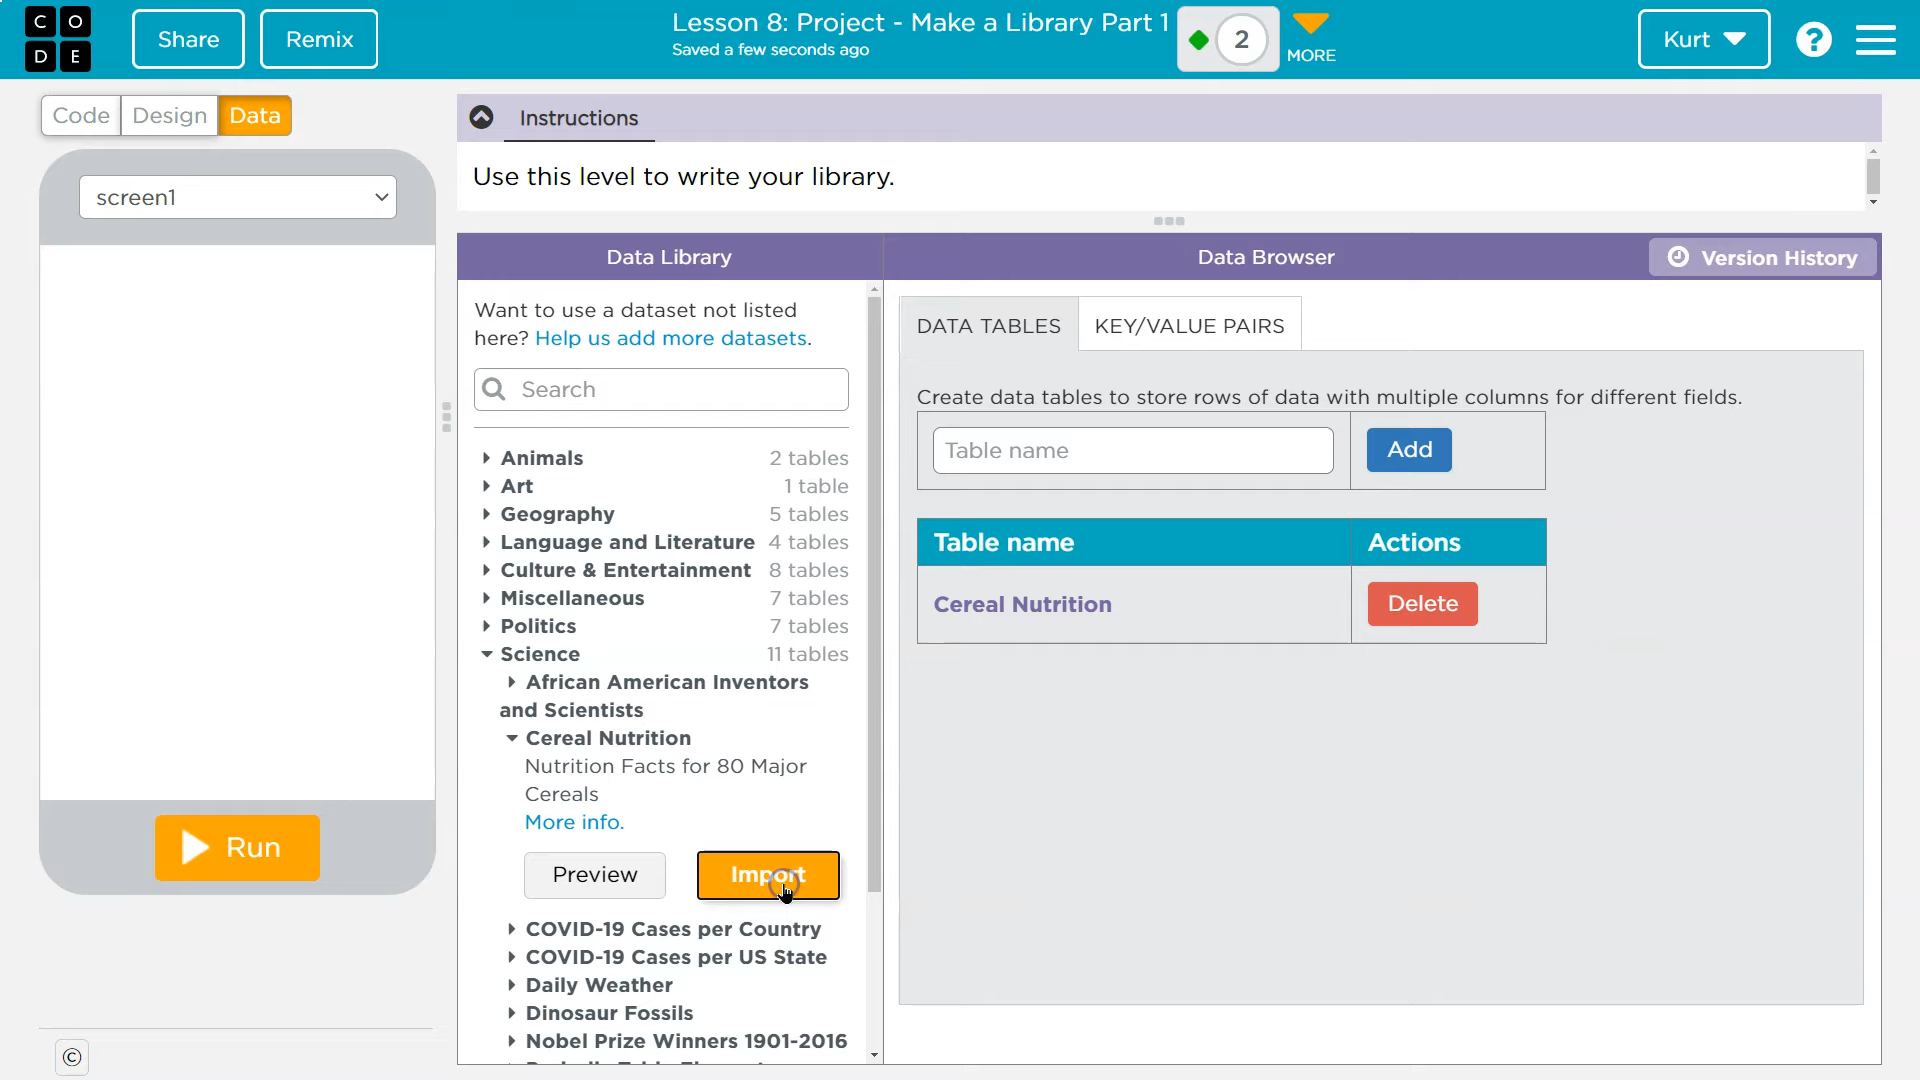 C O
D E
Share
Remix
Lesson 8: Project - Make a Library Part 1
Saved a few seconds ago
2
MORE
Kurt
?
Code
Design
Data
Instructions
Use this level to write your library.
screen1
Run
©
Data Library
Data Browser
Version History
Want to use a dataset not listed
here? Help us add more datasets.
Search
Animals 2 tables
Art 1 table
Geography 5 tables
Language and Literature 4 tables
Culture & Entertainment 8 tables
Miscellaneous 7 tables
Politics 7 tables
Science 11 tables
African American Inventors
and Scientists
Cereal Nutrition
Nutrition Facts for 80 Major
Cereals
More info.
Preview
Import
COVID-19 Cases per Country
COVID-19 Cases per US State
Daily Weather
Dinosaur Fossils
Nobel Prize Winners 1901-2016
DATA TABLES
KEY/VALUE PAIRS
Create data tables to store rows of data with multiple columns for different fields.
Table name
Add
Table name Actions
Cereal Nutrition Delete